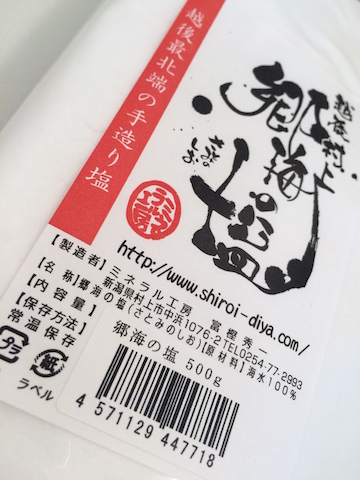 越後最北端の手造り塩
越後村上
郷海の塩
さとみのしお
http://www.shiroi-diya.com/
【製造者】ミネラル工房 富樫秀一
新潟県村上市中浜1076-2 TEL0254-77-2993
【名称】郷海の塩(さとみのしお)【原材料】海水100%
【内容量】
【保存方法】
常温保存
郷海の塩 500g
4 571129 447718
プラ
紙
ラベル